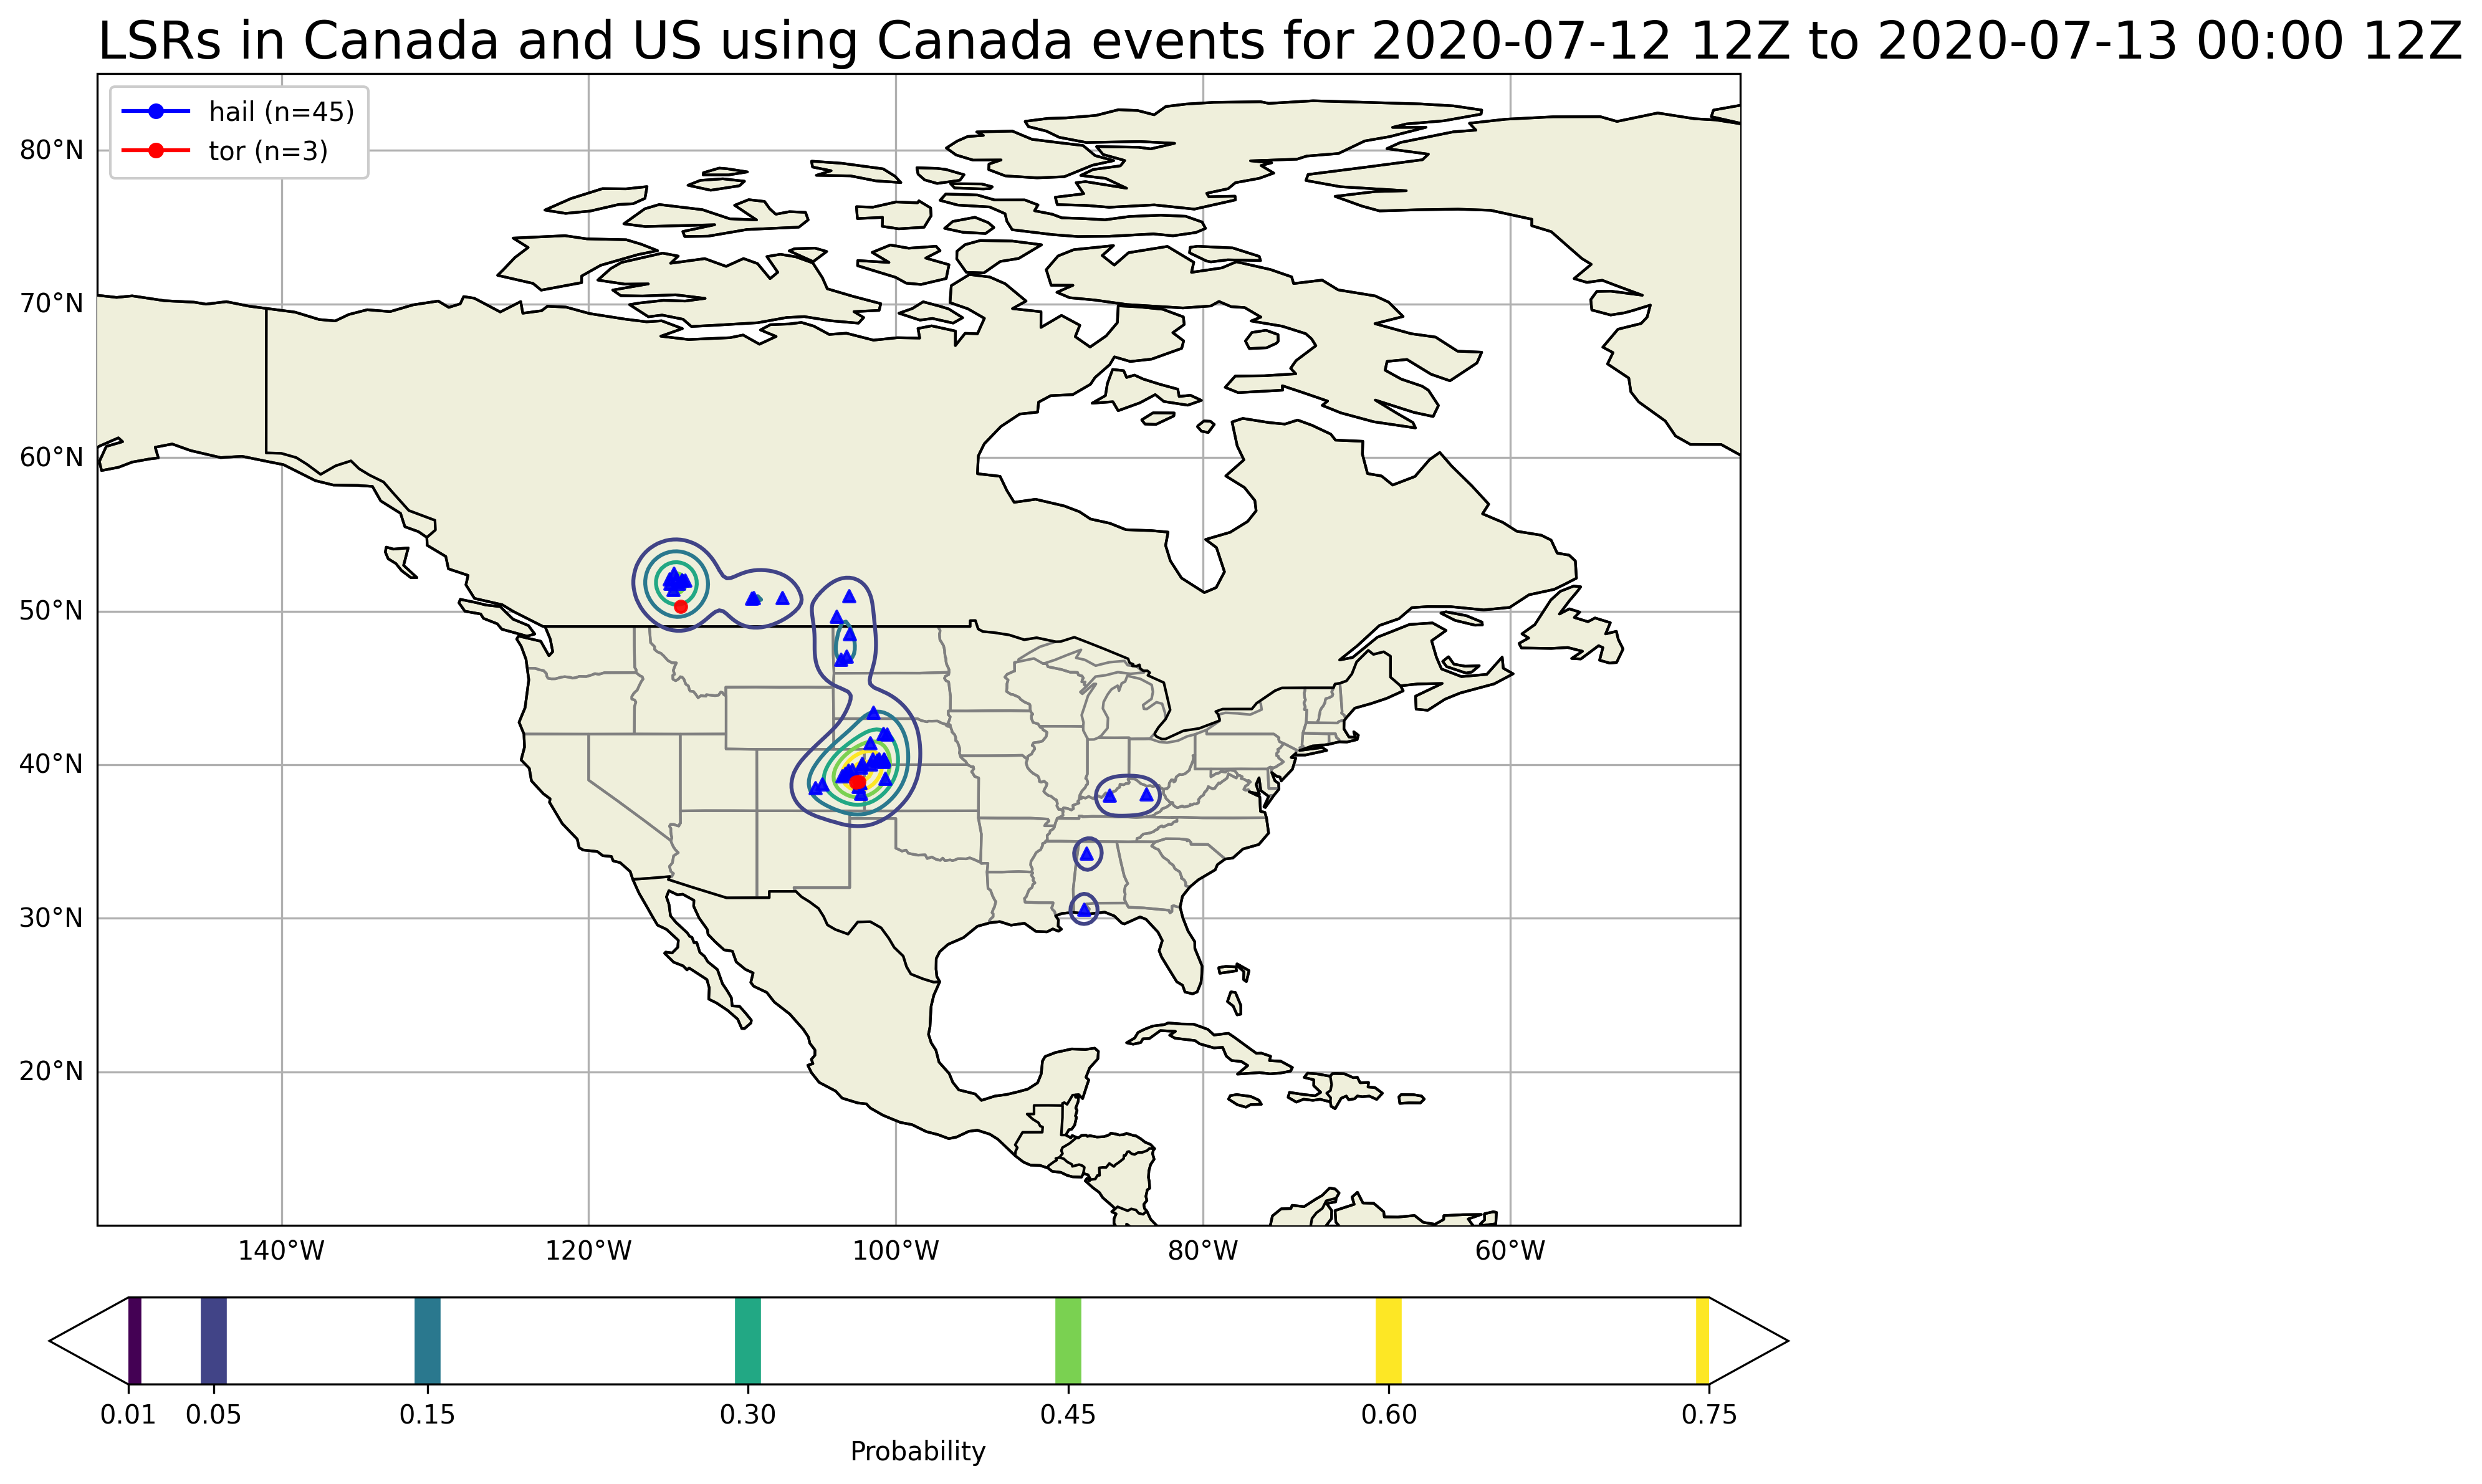 LSRs in Canada and US using Canada events for 2020-07-12 12Z to 2020-07-13 00:00 12Z
hail (n=45)
tor (n=3)
80°N
70°N
60°N
50°N
40°N
30°N
20°N
140°W 120°W 100°W 80°W 60°W
0.01 0.05 0.15 0.30 0.45 0.60 0.75
Probability